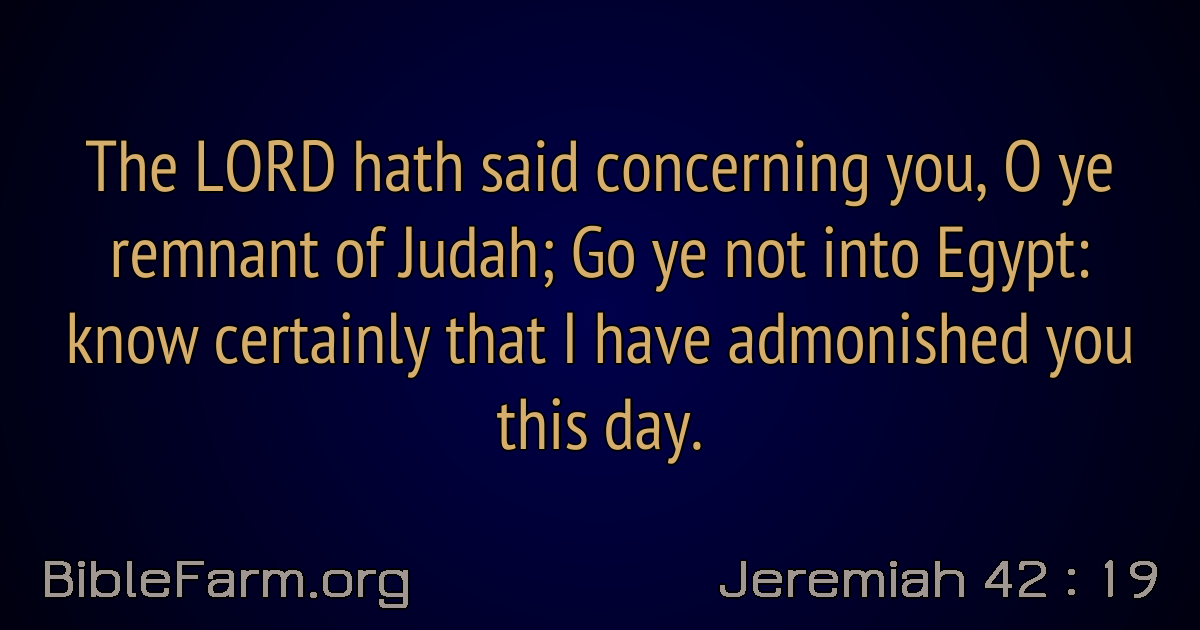 The LORD hath said concerning you, O ye
remnant of Judah; Go ye not into Egypt:
know certainly that I have admonished you
this day.
BibleFarm.org
Jeremiah 42 : 19